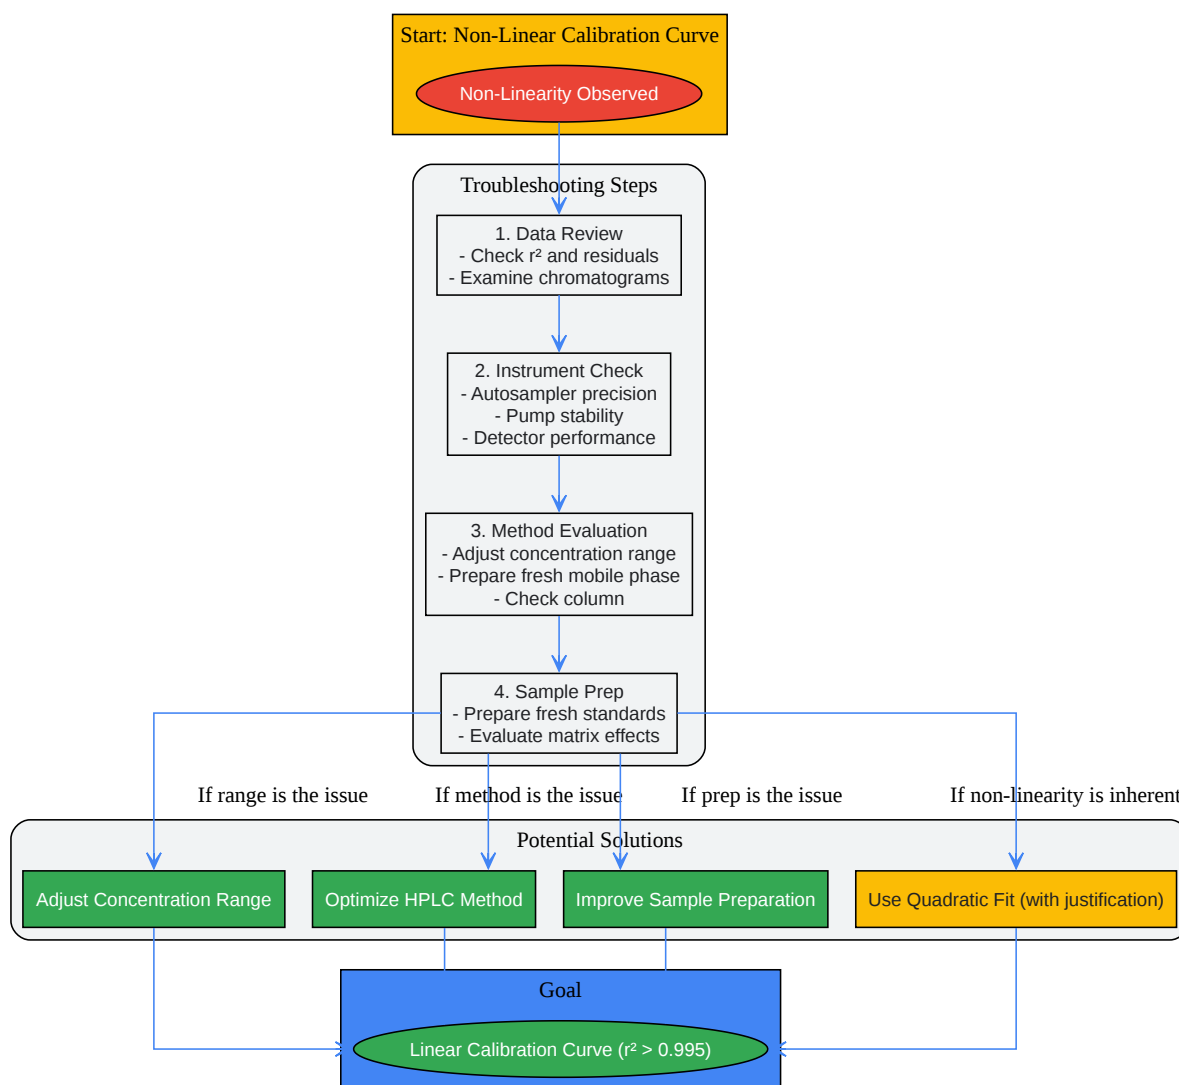 Start: Non-Linear Calibration Curve
Non-Linearity Observed
Troubleshooting Steps
1. Data Review
- Check r² and residuals
- Examine chromatograms
2. Instrument Check
- Autosampler precision
- Pump stability
- Detector performance
3. Method Evaluation
- Adjust concentration range
- Prepare fresh mobile phase
- Check column
4. Sample Prep
- Prepare fresh standards
- Evaluate matrix effects
If range is the issue
If method is the issue
If prep is the issue
If non-linearity is inherent
Potential Solutions
Adjust Concentration Range
Optimize HPLC Method
Improve Sample Preparation
Use Quadratic Fit (with justification)
Goal
Linear Calibration Curve (r² > 0.995)